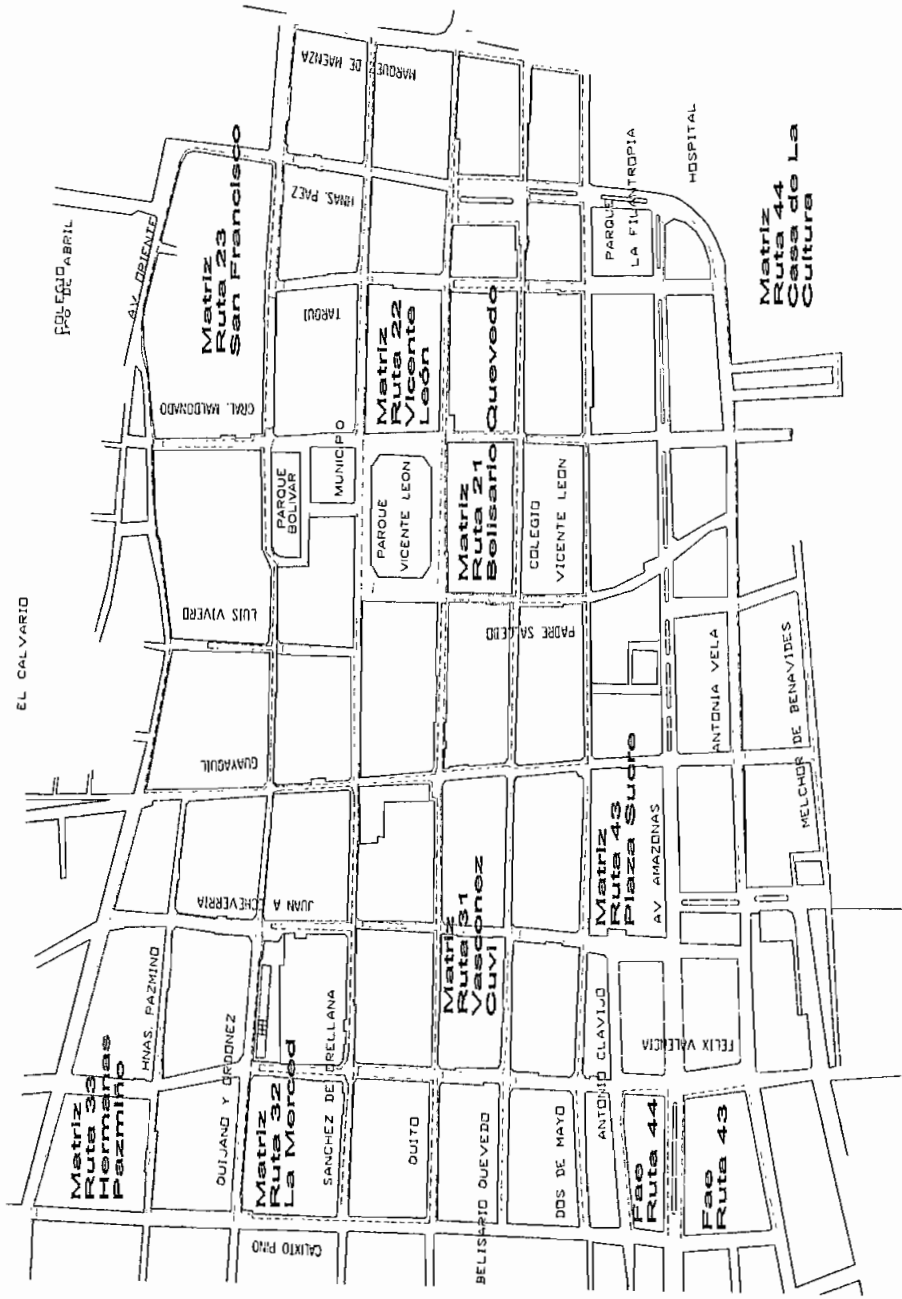 EL CALVARIO
COLEGIO
1ro DE ABRIL
AV. ORIENTE
Matriz
Ruta 33
Hermanas
Pazmiño
HNAS. PAZMINO
QUIJANO Y ORDONEZ
Matriz
Ruta 32
La Merced
SANCHEZ DE ORELLANA
CALIXTO PINO
QUITO
BELISARIO QUEVEDO
DOS DE MAYO
ANTONIO CLAVIJO
Fae
Ruta 44
Fae
Ruta 43
FELIX VALENCIA
JUAN A ECHEVERRIA
Matriz
Ruta 31
Vasconez
Cuvi
Matriz
Ruta 43
Plaza Sucre
AV AMAZONAS
GUAYAQUIL
LUIS VIVERO
PADRE SALCEDO
ANTONIA VELA
MELCHOR DE BENAVIDES
PARQUE
BOLIVAR
MUNICIPIO
PARQUE
VICENTE LEON
Matriz
Ruta 21
Belisario Quevedo
COLEGIO
VICENTE LEON
GRAL. MALDONADO
Matriz
Ruta 23
San Francisco
TARQUI
Matriz
Ruta 22
Vicente
León
HNAS. PAEZ
MARQUEZ DE MAENZA
PARQUE
LA FILANTROPIA
HOSPITAL
Matriz
Ruta 44
Casa de La
Cultura